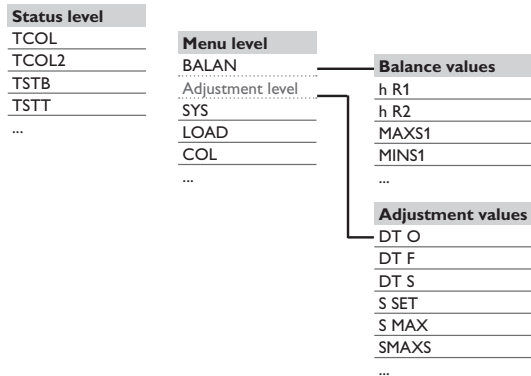 Status level
TCOL
TCOL2
TSTB
TSTT
...
Menu level
BALAN
Adjustment level
SYS
LOAD
COL
...
Balance values
h R1
h R2
MAXS1
MINS1
...
Adjustment values
DT O
DT F
DT S
S SET
S MAX
SMAXS
...